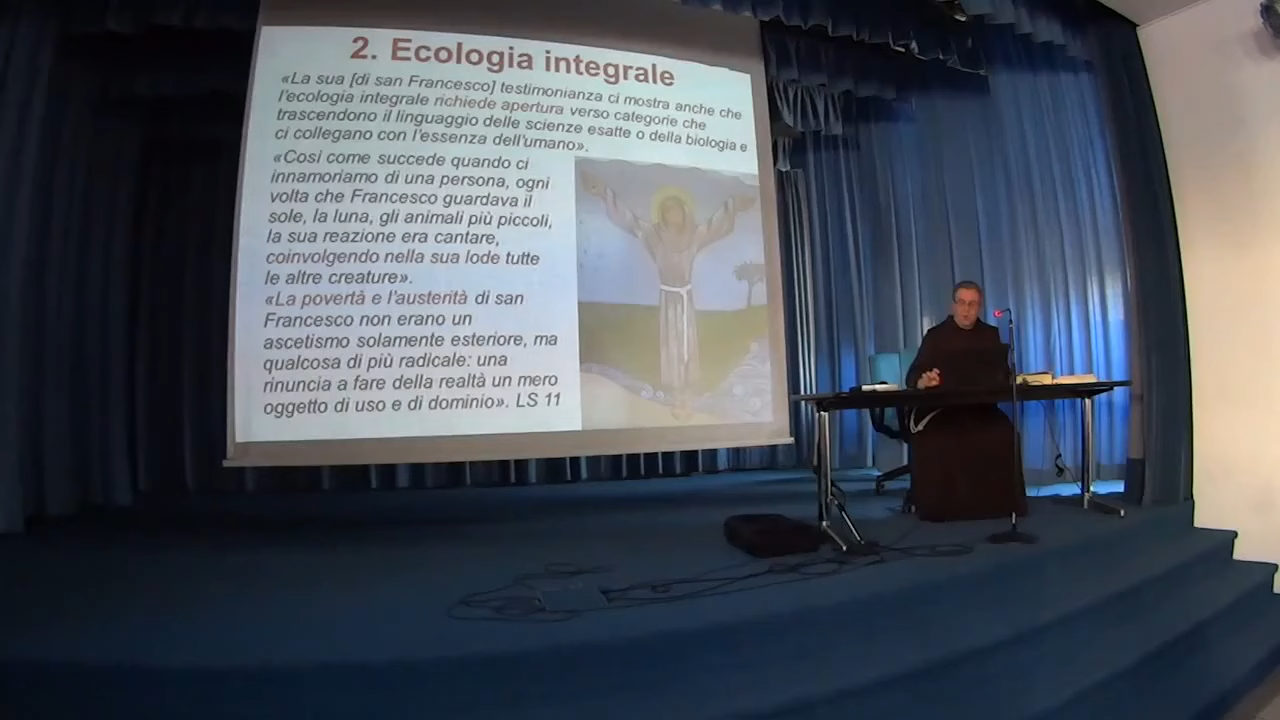 2. Ecologia integrale
«La sua [di san Francesco] testimonianza ci mostra anche che
l'ecologia integrale richiede apertura verso categorie che
trascendono il linguaggio delle scienze esatte o della biologia e
ci collegano con l'essenza dell'umano».
«Così come succede quando ci
innamoriamo di una persona, ogni
volta che Francesco guardava il
sole, la luna, gli animali più piccoli,
la sua reazione era cantare,
coinvolgendo nella sua lode tutte
le altre creature».
«La povertà e l'austerità di san
Francesco non erano un
ascetismo solamente esteriore, ma
qualcosa di più radicale: una
rinuncia a fare della realtà un mero
oggetto di uso e di dominio». LS 11